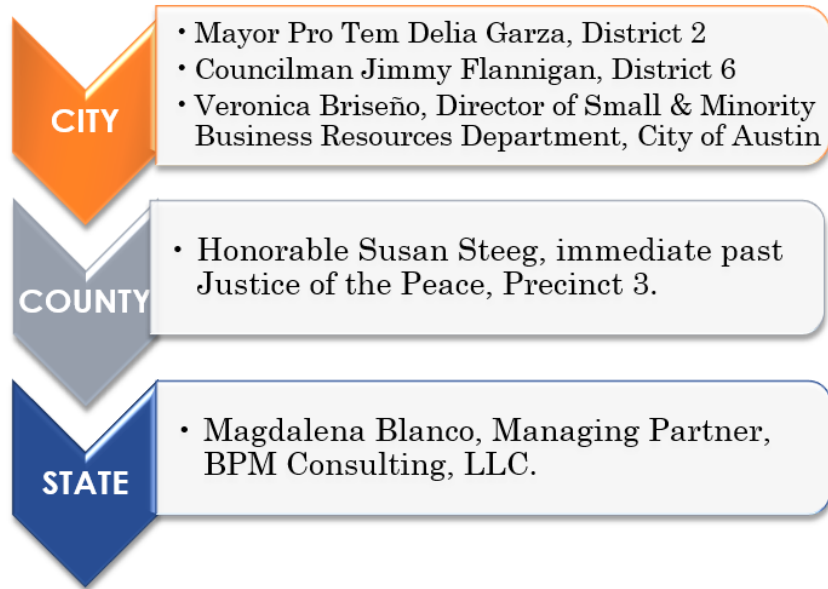 CITY
• Mayor Pro Tem Delia Garza, District 2
• Councilman Jimmy Flannigan, District 6
• Veronica Briseño, Director of Small & Minority
Business Resources Department, City of Austin
COUNTY
• Honorable Susan Steeg, immediate past
Justice of the Peace, Precinct 3.
STATE
• Magdalena Blanco, Managing Partner,
BPM Consulting, LLC.